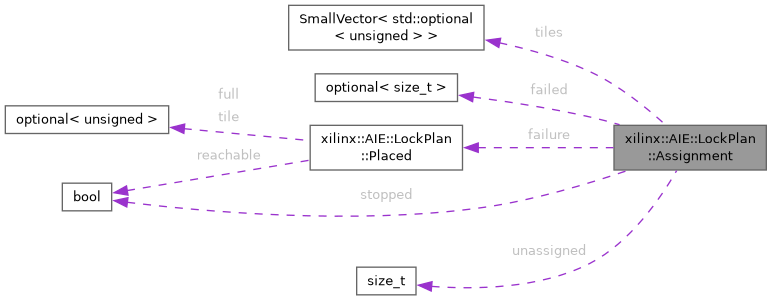 SmallVector< std::optional
< unsigned > >
tiles
optional< size_t >
failed
full
tile
optional< unsigned >
xilinx::AIE::LockPlan
::Placed
failure
xilinx::AIE::LockPlan
::Assignment
reachable
bool
stopped
unassigned
size_t